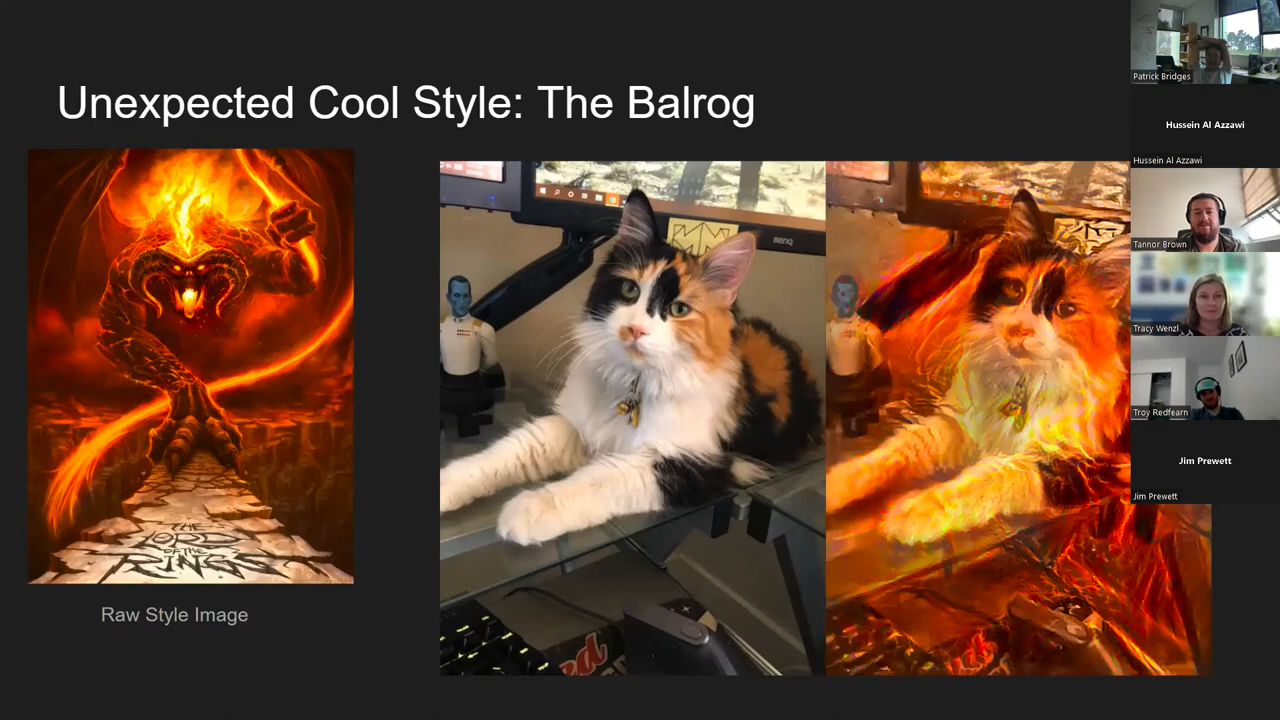 Unexpected Cool Style: The Balrog
THE
LORD
OF THE
RINGS
Raw Style Image
BenQ
Patrick Bridges
Hussein Al Azzawi
Hussein Al Azzawi
Tannor Brown
Tracy Wenzl
Troy Redfearn
Jim Prewett
Jim Prewett